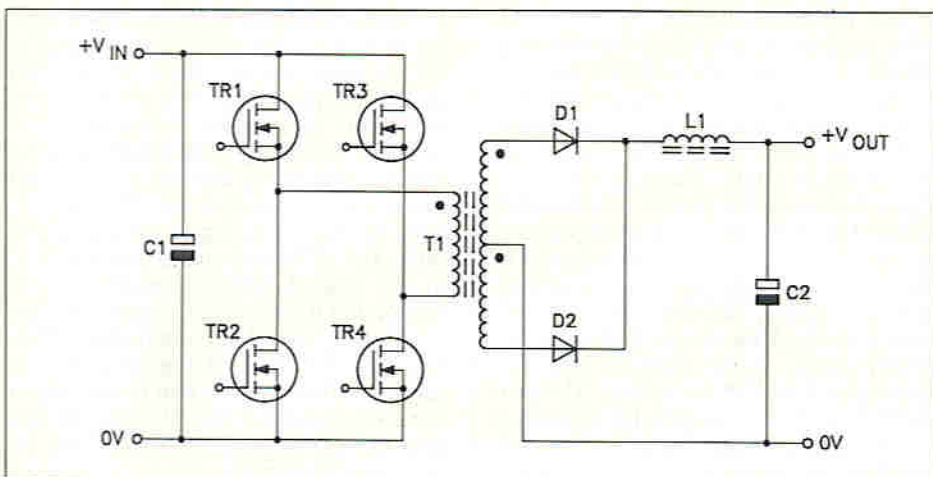 +V IN
TR1
TR3
D1
L1
+V OUT
C1
T1
C2
TR2
TR4
D2
0V
0V